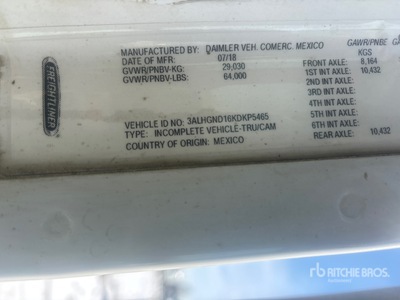 FREIGHTLINER
MANUFACTURED BY: DAIMLER VEH. COMERC. MEXICO
DATE OF MFR: 07/18
GVWR/PNBV-KG: 29,030
GVWR/PNBV-LBS: 64,000
VEHICLE ID NO: 3ALHGND16KDKP5465
TYPE: INCOMPLETE VEHICLE-TRU/CAM
COUNTRY OF ORIGIN: MEXICO
GAWR/PNBE
KGS
FRONT AXLE: 8,164
1ST INT AXLE: 10,432
2ND INT AXLE:
3RD INT AXLE:
4TH INT AXLE:
5TH INT AXLE:
6TH INT AXLE:
REAR AXLE: 10,432
rb RITCHIE BROS.